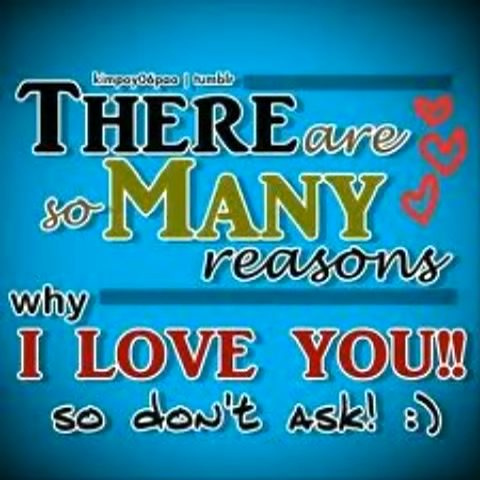 kimpoy06paa | tumblr
THERE are
so MANY
reasons
why
I LOVE YOU!!
so don't ask! :)